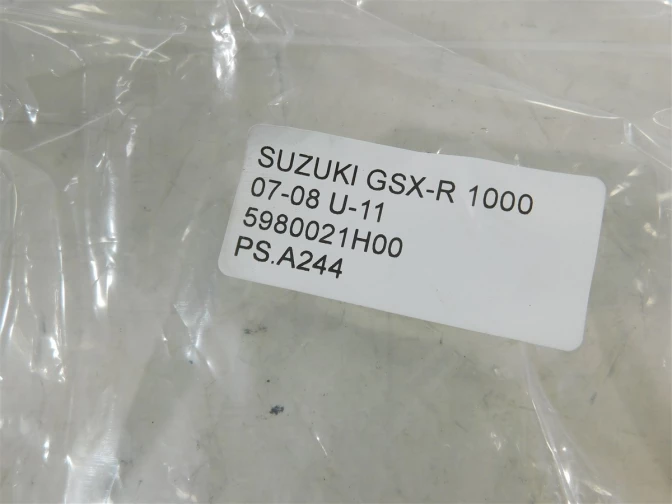 SUZUKI GSX-R 1000
07-08 U-11
5980021H00
PS.A244